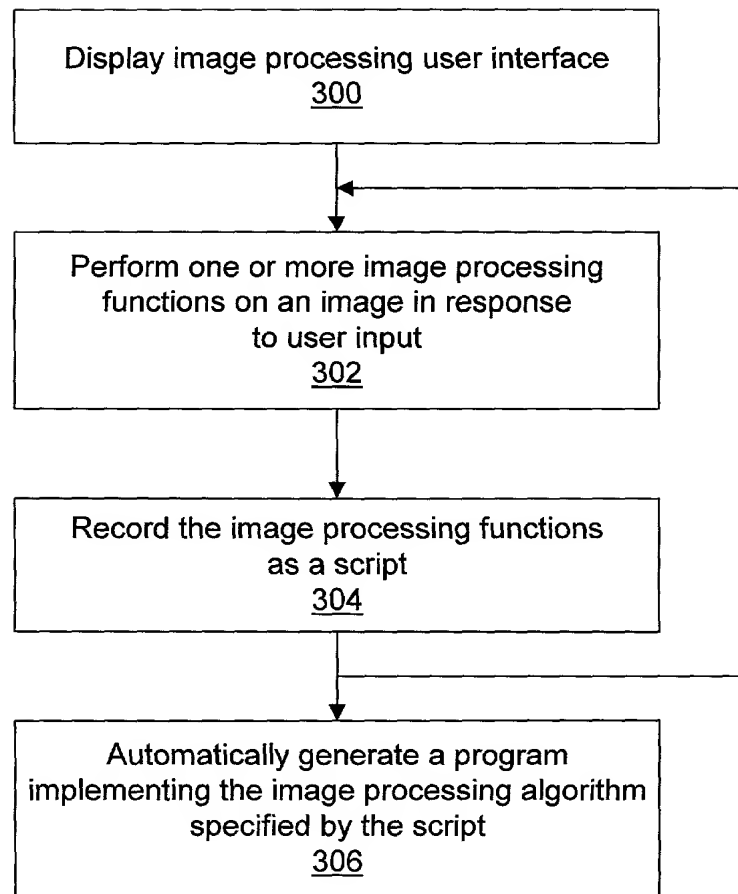 Display image processing user interface
300
Perform one or more image processing
functions on an image in response
to user input
302
Record the image processing functions
as a script
304
Automatically generate a program
implementing the image processing algorithm
specified by the script
306